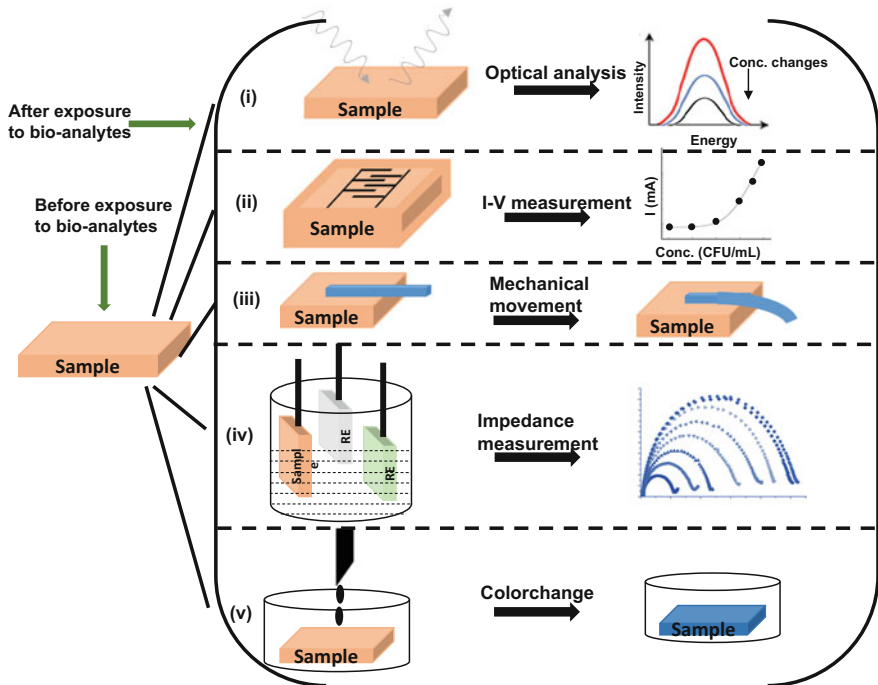 After exposure
to bio-analytes
Before exposure
to bio-analytes
Sample
(i)
Sample
Optical analysis
Intensity
Conc. changes
Energy
(ii)
Sample
I-V measurement
I (mA)
Conc. (CFU/mL)
(iii)
Sample
Mechanical
movement
Sample
(iv)
Sampl
e
RE
RE
Impedance
measurement
(v)
Sample
Colorchange
Sample